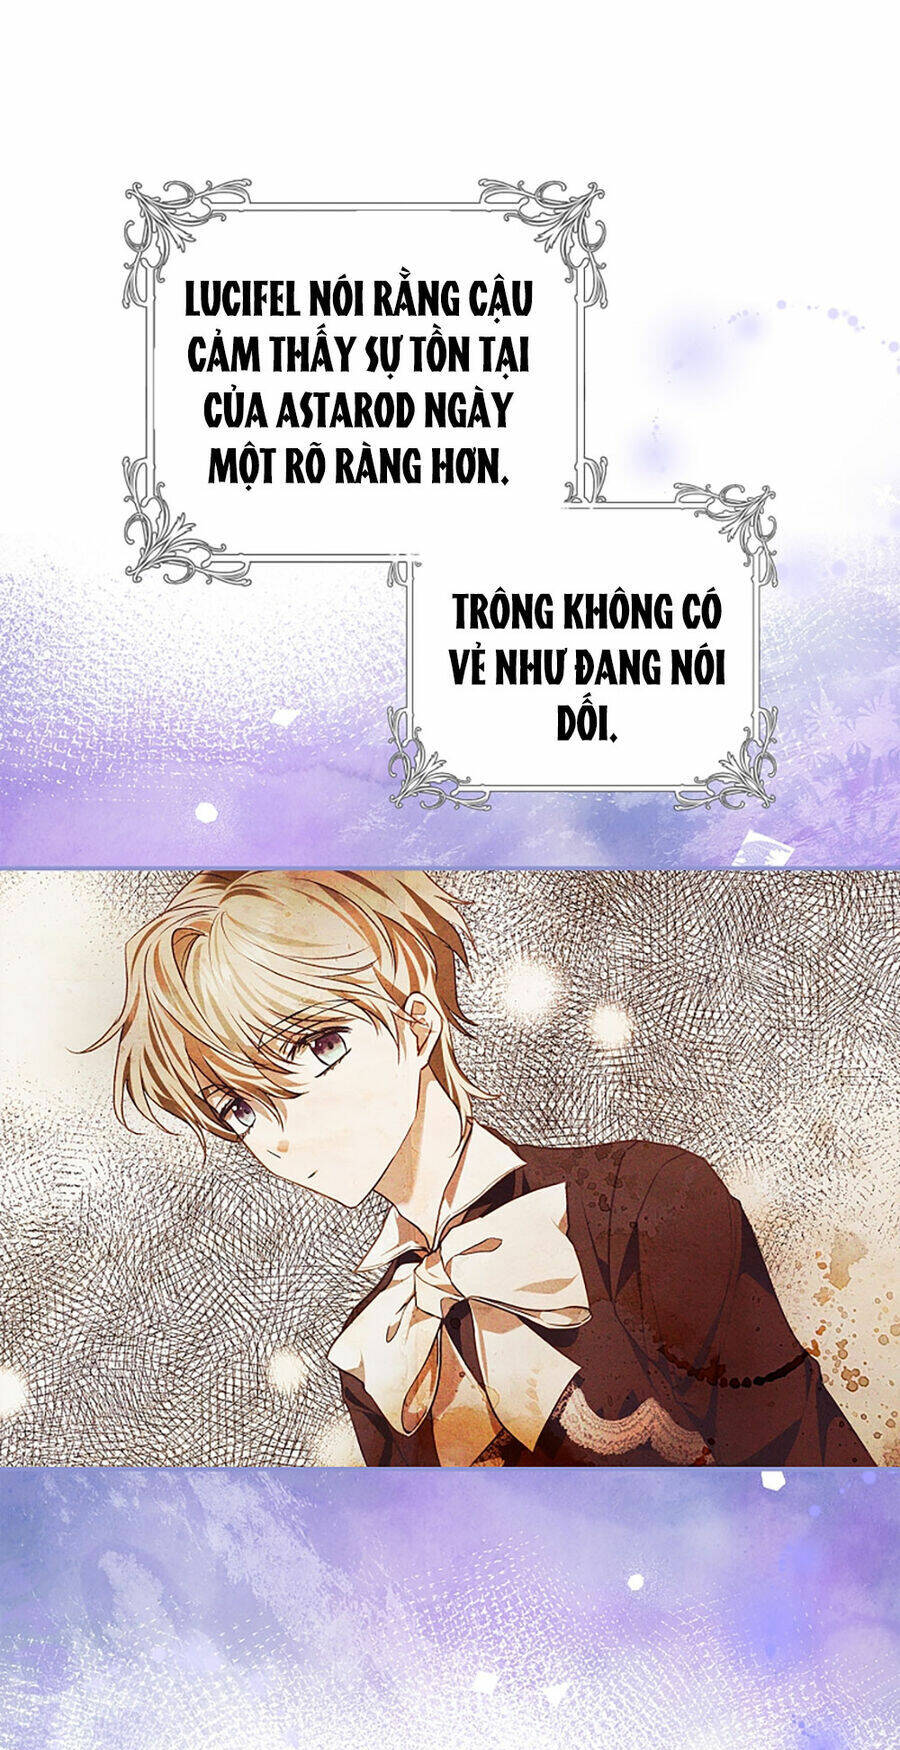 LUCIFEL NÓI RẰNG CẬU
CẢM THẤY SỰ TỒN TẠI
CỦA ASTAROD NGÀY
MỘT RÕ RÀNG HƠN.
TRÔNG KHÔNG CÓ
VẺ NHƯ ĐANG NÓI
DỐI.